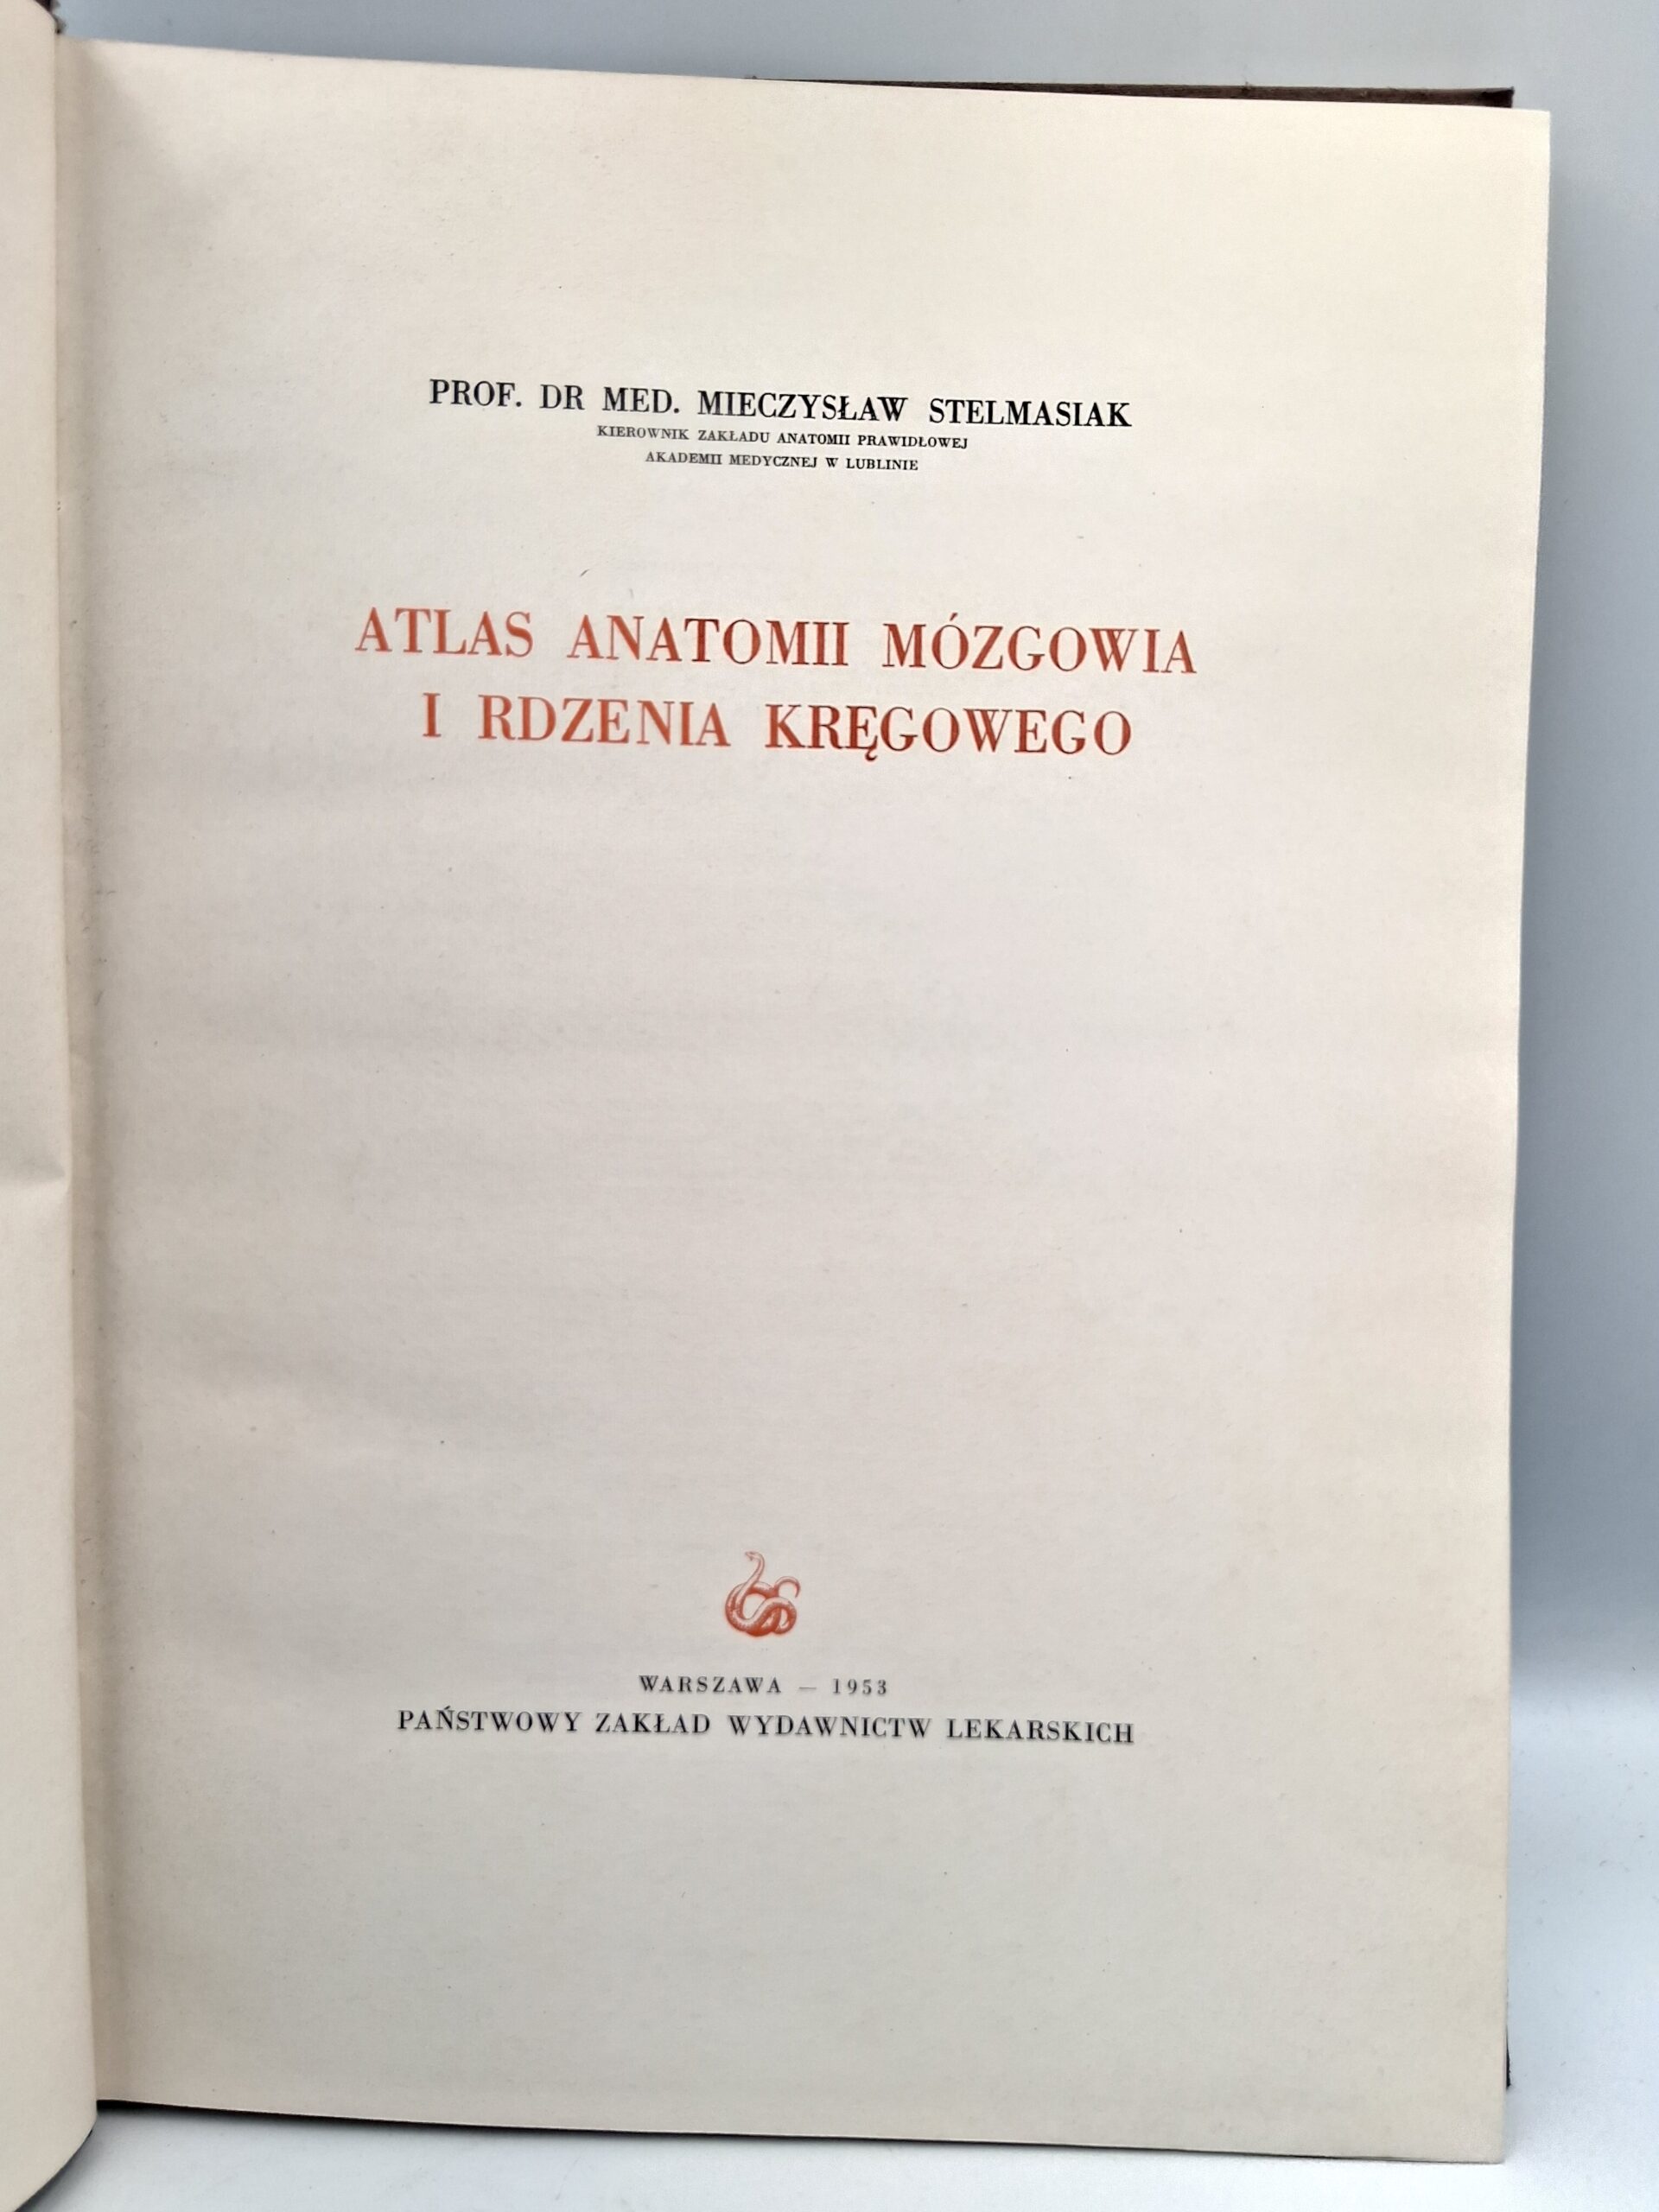 PROF. DR MED. MIECZYSŁAW STELMASIAK
KIEROWNIK ZAKŁADU ANATOMII PRAWIDŁOWEJ
AKADEMII MEDYCZNEJ W LUBLINIE
ATLAS ANATOMII MÓZGOWIA
I RDZENIA KRĘGOWEGO
WARSZAWA — 1953
PAŃSTWOWY ZAKŁAD WYDAWNICTW LEKARSKICH